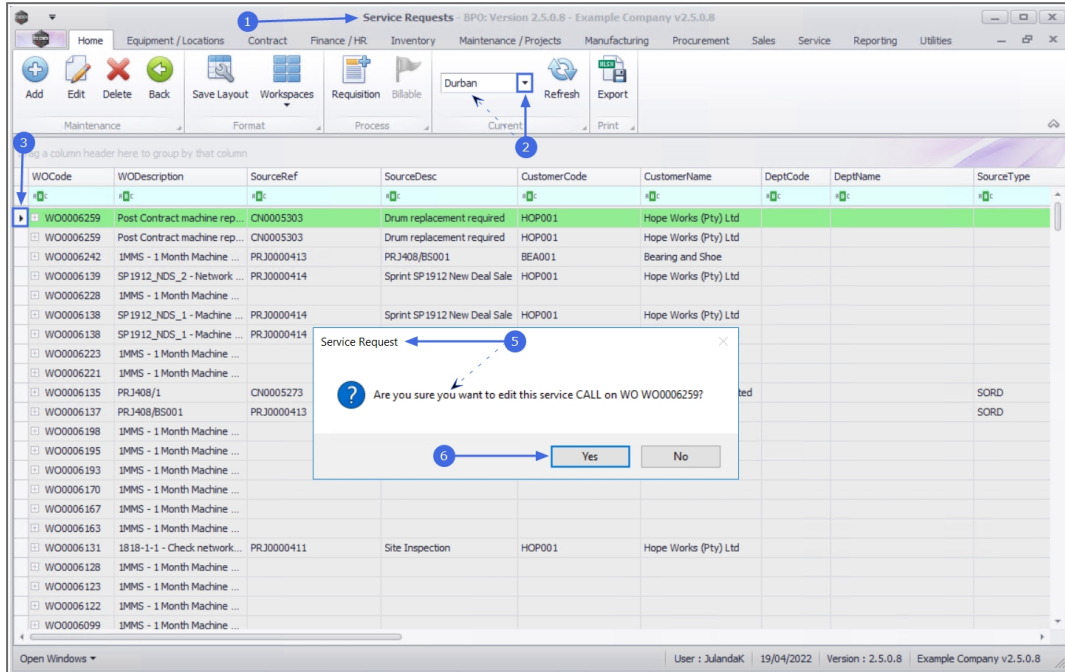 1
Service Requests - BPO: Version 2.5.0.8 - Example Company v2.5.0.8
Home Equipment / Locations Contract Finance / HR Inventory Maintenance / Projects Manufacturing Procurement Sales Service Reporting Utilities
Durban
Add Edit Delete Back Save Layout Workspaces Requisition Billable Refresh Export
Maintenance Format Process Current Print
3 2
Drag a column header here to group by that column
WOCode WODescription SourceRef SourceDesc CustomerCode CustomerName DeptCode DeptName SourceType
WO0006259 Post Contract machine rep... CN0005303 Drum replacement required HOP001 Hope Works (Pty) Ltd
WO0006259 Post Contract machine rep... CN0005303 Drum replacement required HOP001 Hope Works (Pty) Ltd
WO0006242 1MMS - 1 Month Machine ... PRJ0000413 PRJ408/BS001 BEA001 Bearing and Shoe
WO0006139 SP1912_NDS_2 - Network ... PRJ0000414 Sprint SP1912 New Deal Sale HOP001 Hope Works (Pty) Ltd
WO0006228 1MMS - 1 Month Machine ...
WO0006138 SP1912_NDS_1 - Machine ... PRJ0000414 Sprint SP1912 New Deal Sale HOP001 Hope Works (Pty) Ltd
WO0006138 SP1912_NDS_1 - Machine ... PRJ0000414
WO0006223 1MMS - 1 Month Machine ...
WO0006221 1MMS - 1 Month Machine ...
WO0006135 PRJ408/1 CN0005273 ted SORD
WO0006137 PRJ408/BS001 PRJ0000413 SORD
WO0006198 1MMS - 1 Month Machine ...
WO0006195 1MMS - 1 Month Machine ...
WO0006193 1MMS - 1 Month Machine ...
WO0006170 1MMS - 1 Month Machine ...
WO0006167 1MMS - 1 Month Machine ...
WO0006163 1MMS - 1 Month Machine ...
WO0006131 1818-1-1 - Check network... PRJ0000411 Site Inspection HOP001 Hope Works (Pty) Ltd
WO0006128 1MMS - 1 Month Machine ...
WO0006123 1MMS - 1 Month Machine ...
WO0006122 1MMS - 1 Month Machine ...
WO0006099 1MMS - 1 Month Machine ...
Service Request 5
Are you sure you want to edit this service CALL on WO WO0006259?
6 Yes No
Open Windows User : JulandaK 19/04/2022 Version : 2.5.0.8 Example Company v2.5.0.8